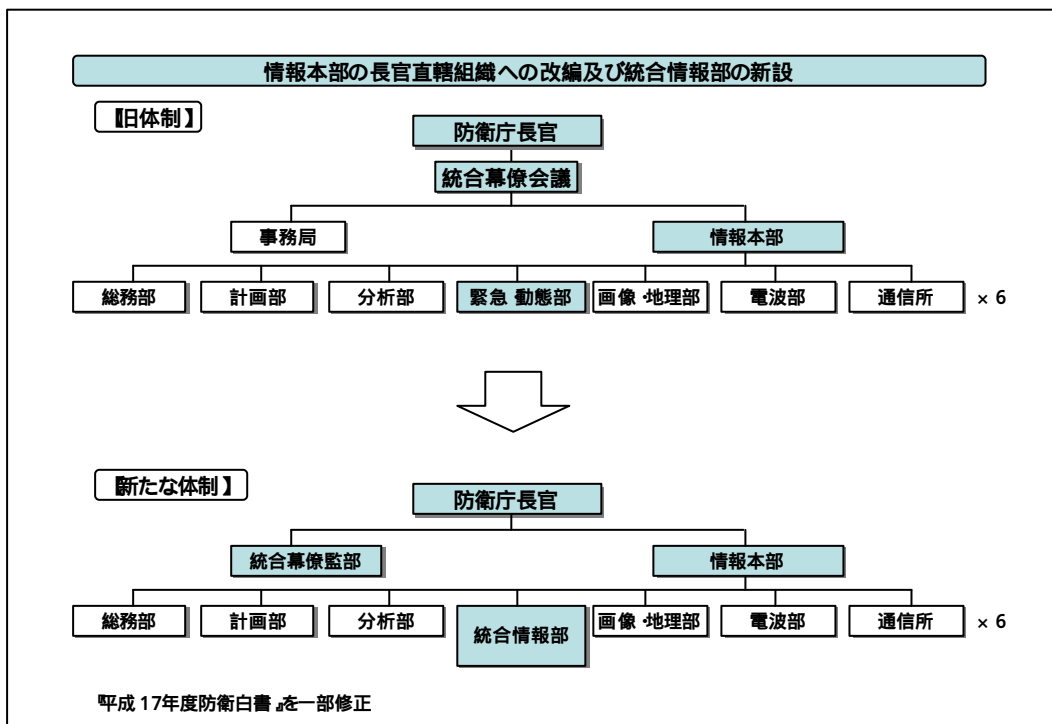 情報本部の長官直轄組織への改編及び統合情報部の新設
【旧体制】
防衛庁長官
統合幕僚会議
事務局 情報本部
総務部 計画部 分析部 緊急・動態部 画像・地理部 電波部 通信所 ×6
【新たな体制】
防衛庁長官
統合幕僚監部 情報本部
総務部 計画部 分析部 統合情報部 画像・地理部 電波部 通信所 ×6
『平成17年度防衛白書』を一部修正